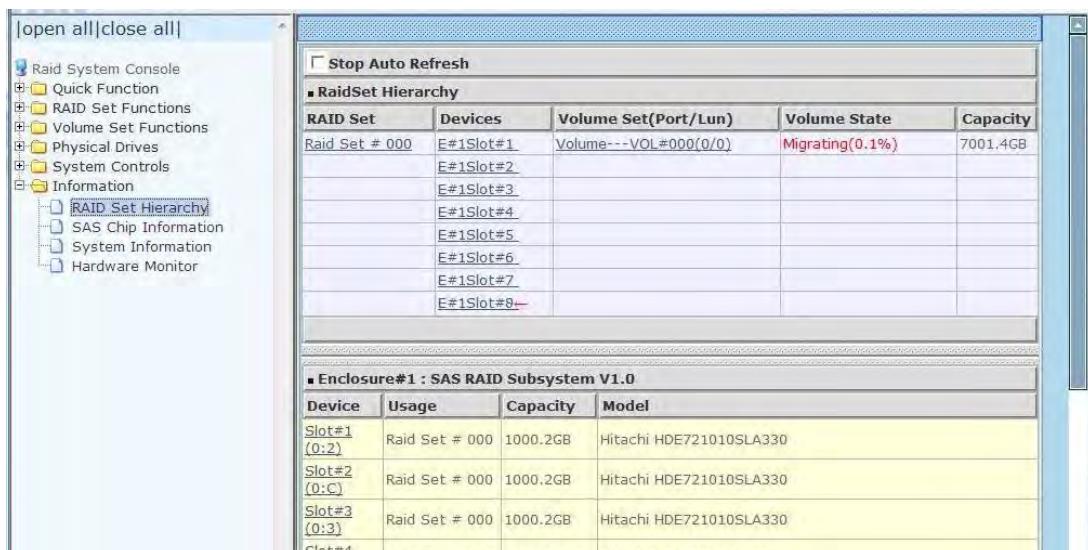 |open all|close all|
Raid System Console
Quick Function
RAID Set Functions
Volume Set Functions
Physical Drives
System Controls
Information
RAID Set Hierarchy
SAS Chip Information
System Information
Hardware Monitor
Stop Auto Refresh
RaidSet Hierarchy
RAID Set Devices Volume Set(Port/Lun) Volume State Capacity
Raid Set # 000 E#1Slot#1 Volume---VOL#000(0/0) Migrating(0.1%) 7001.4GB
E#1Slot#2
E#1Slot#3
E#1Slot#4
E#1Slot#5
E#1Slot#6
E#1Slot#7
E#1Slot#8
Enclosure#1 : SAS RAID Subsystem V1.0
Device Usage Capacity Model
Slot#1 (0:2) Raid Set # 000 1000.2GB Hitachi HDE721010SLA330
Slot#2 (0:C) Raid Set # 000 1000.2GB Hitachi HDE721010SLA330
Slot#3 (0:3) Raid Set # 000 1000.2GB Hitachi HDE721010SLA330